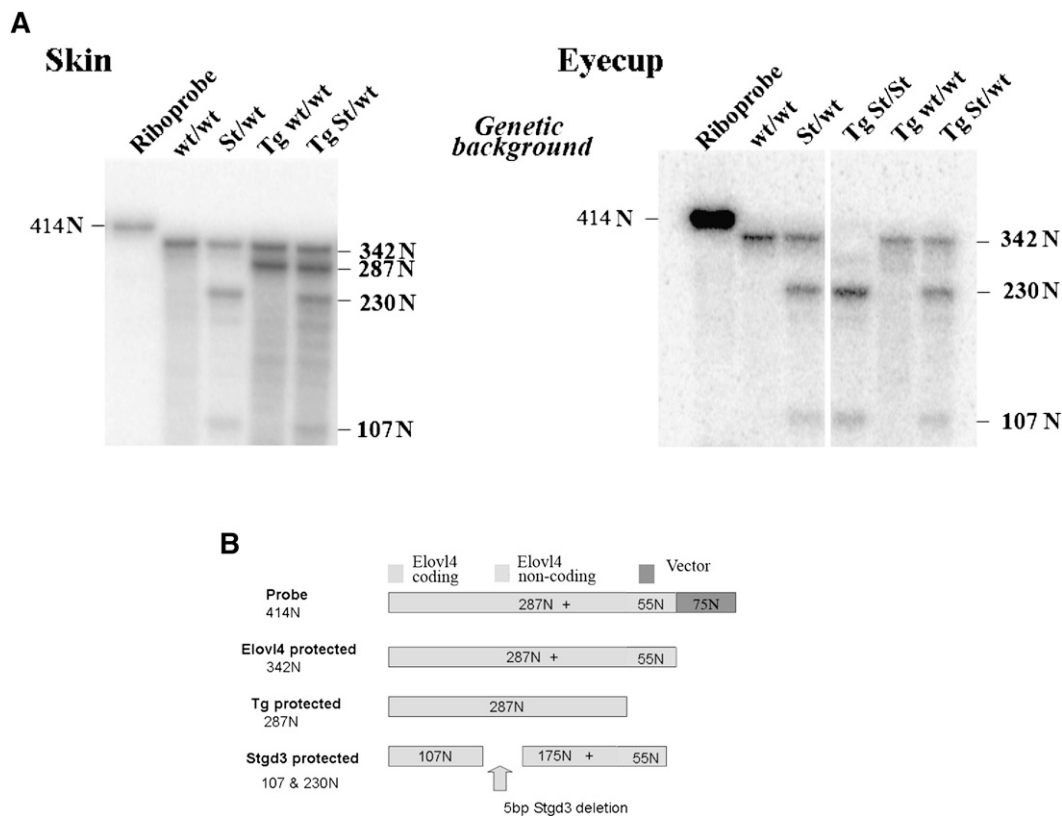 A
Skin
Riboprobe
wt/wt
St/wt
Tg wt/wt
Tg St/wt
414 N
342 N
287 N
230 N
107 N
Genetic
background
Eyecup
Riboprobe
wt/wt
St/wt
Tg St/St
Tg wt/wt
Tg St/wt
414 N
342 N
230 N
107 N
B
Elovl4
coding
Elovl4
non-coding
Vector
Probe
414N
287N +
55N
75N
Elovl4 protected
342N
287N +
55N
Tg protected
287N
287N
Stgd3 protected
107 & 230N
107N
175N +
55N
5bp Stgd3 deletion